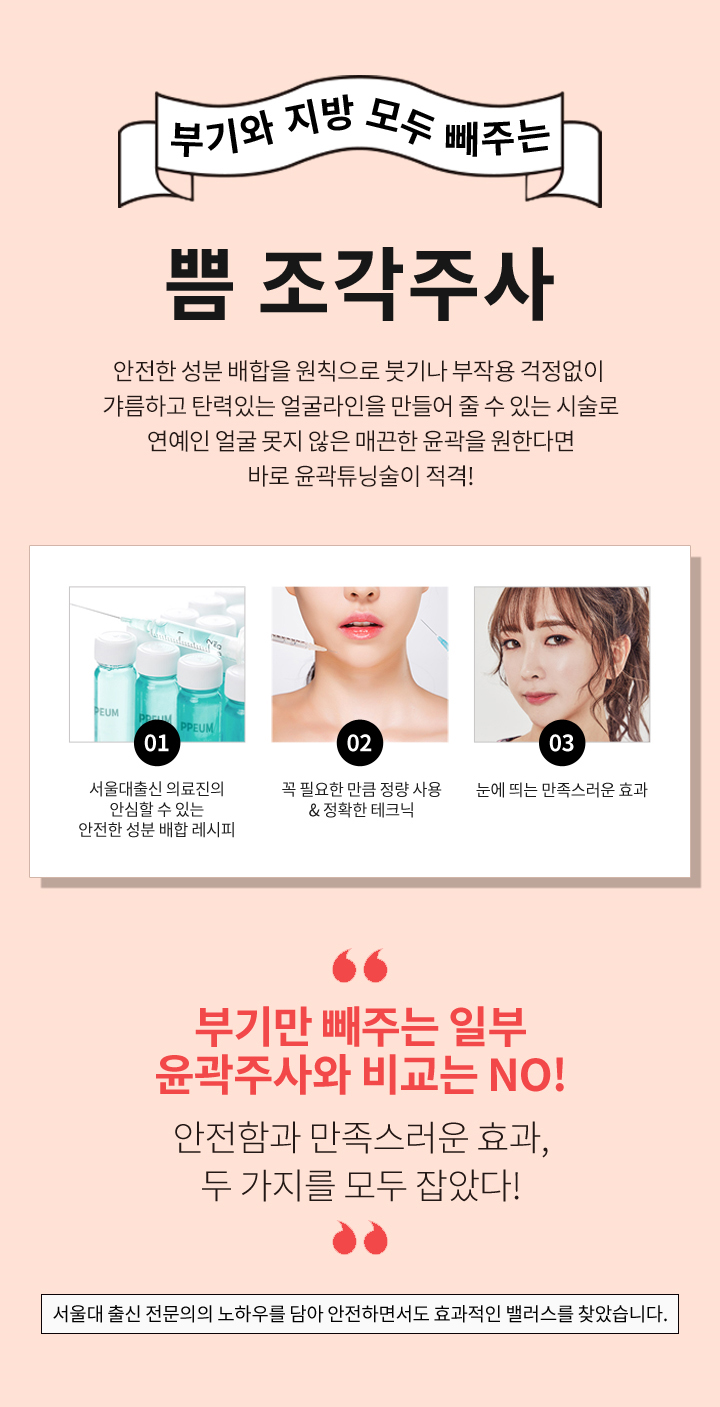 부기와 지방 모두 빼주는
쁨 조각주사
안전한 성분 배합을 원칙으로 붓기나 부작용 걱정없이
갸름하고 탄력있는 얼굴라인을 만들어 줄 수 있는 시술로
연예인 얼굴 못지 않은 매끈한 윤곽을 원한다면
바로 윤곽튜닝술이 적격!
PPEUM
PPEUM
PPEUM
01
서울대출신 의료진의
안심할 수 있는
안전한 성분 배합 레시피
02
꼭 필요한 만큼 정량 사용
& 정확한 테크닉
03
눈에 띄는 만족스러운 효과
부기만 빼주는 일부
윤곽주사와 비교는 NO!
안전함과 만족스러운 효과,
두 가지를 모두 잡았다!
서울대 출신 전문의의 노하우를 담아 안전하면서도 효과적인 밸러스를 찾았습니다.